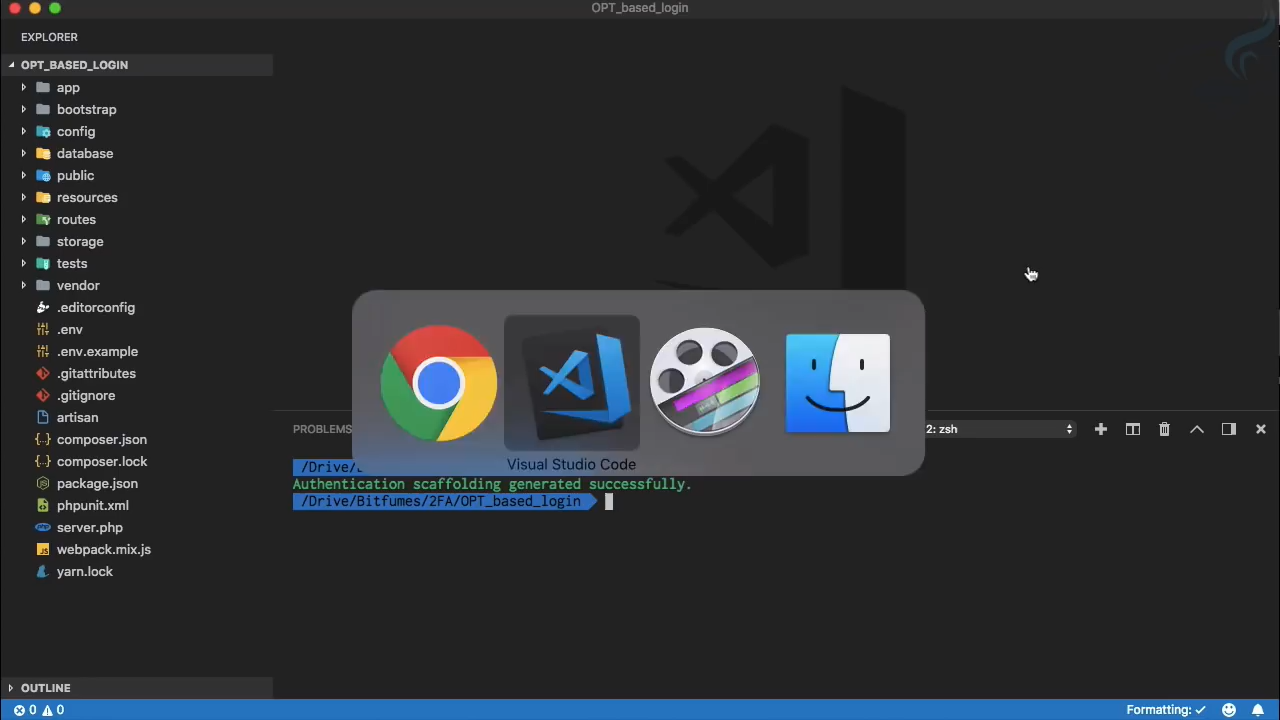 OPT_based_login
EXPLORER
OPT_BASED_LOGIN
app
bootstrap
config
database
public
resources
routes
storage
tests
vendor
.editorconfig
.env
.env.example
.gitattributes
.gitignore
artisan
composer.json
composer.lock
package.json
phpunit.xml
server.php
webpack.mix.js
yarn.lock
OUTLINE
PROBLEMS
2: zsh
Visual Studio Code
/Drive/
Authentication scaffolding generated successfully.
/Drive/Bitfumes/2FA/OPT_based_login
0 0
Formatting: ✓